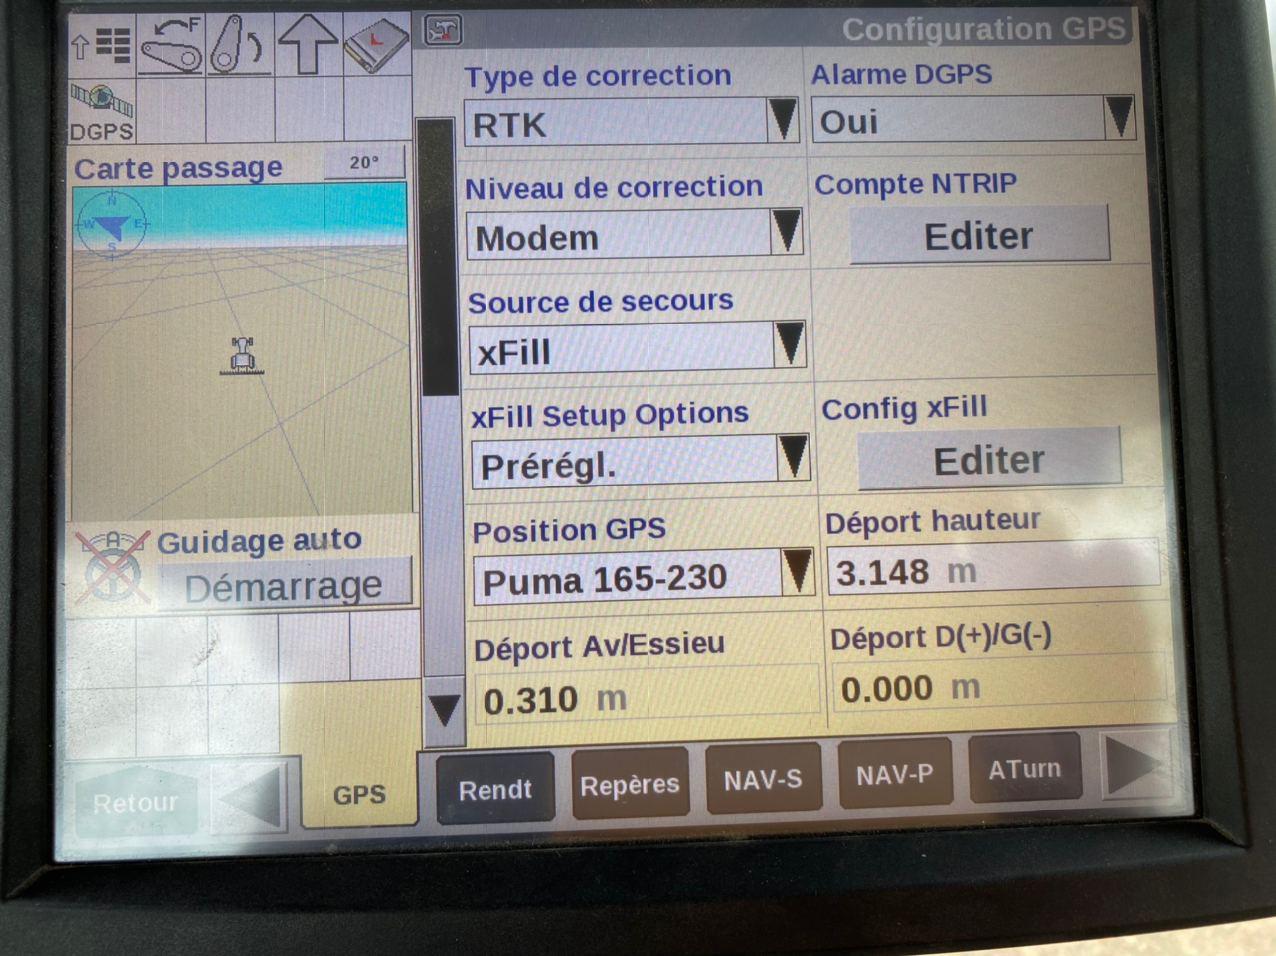 Configuration GPS
F
DGPS
Carte passage
20°
N
W
E
S
Guidage auto
A
Démarrage
Type de correction
RTK
Alarme DGPS
Oui
Niveau de correction
Modem
Compte NTRIP
Editer
Source de secours
xFill
xFill Setup Options
Prérégl.
Config xFill
Editer
Position GPS
Puma 165-230
Déport hauteur
3.148 m
Déport Av/Essieu
0.310 m
Déport D(+)/G(-)
0.000 m
Retour
GPS
Rendt
Repères
NAV-S
NAV-P
ATurn